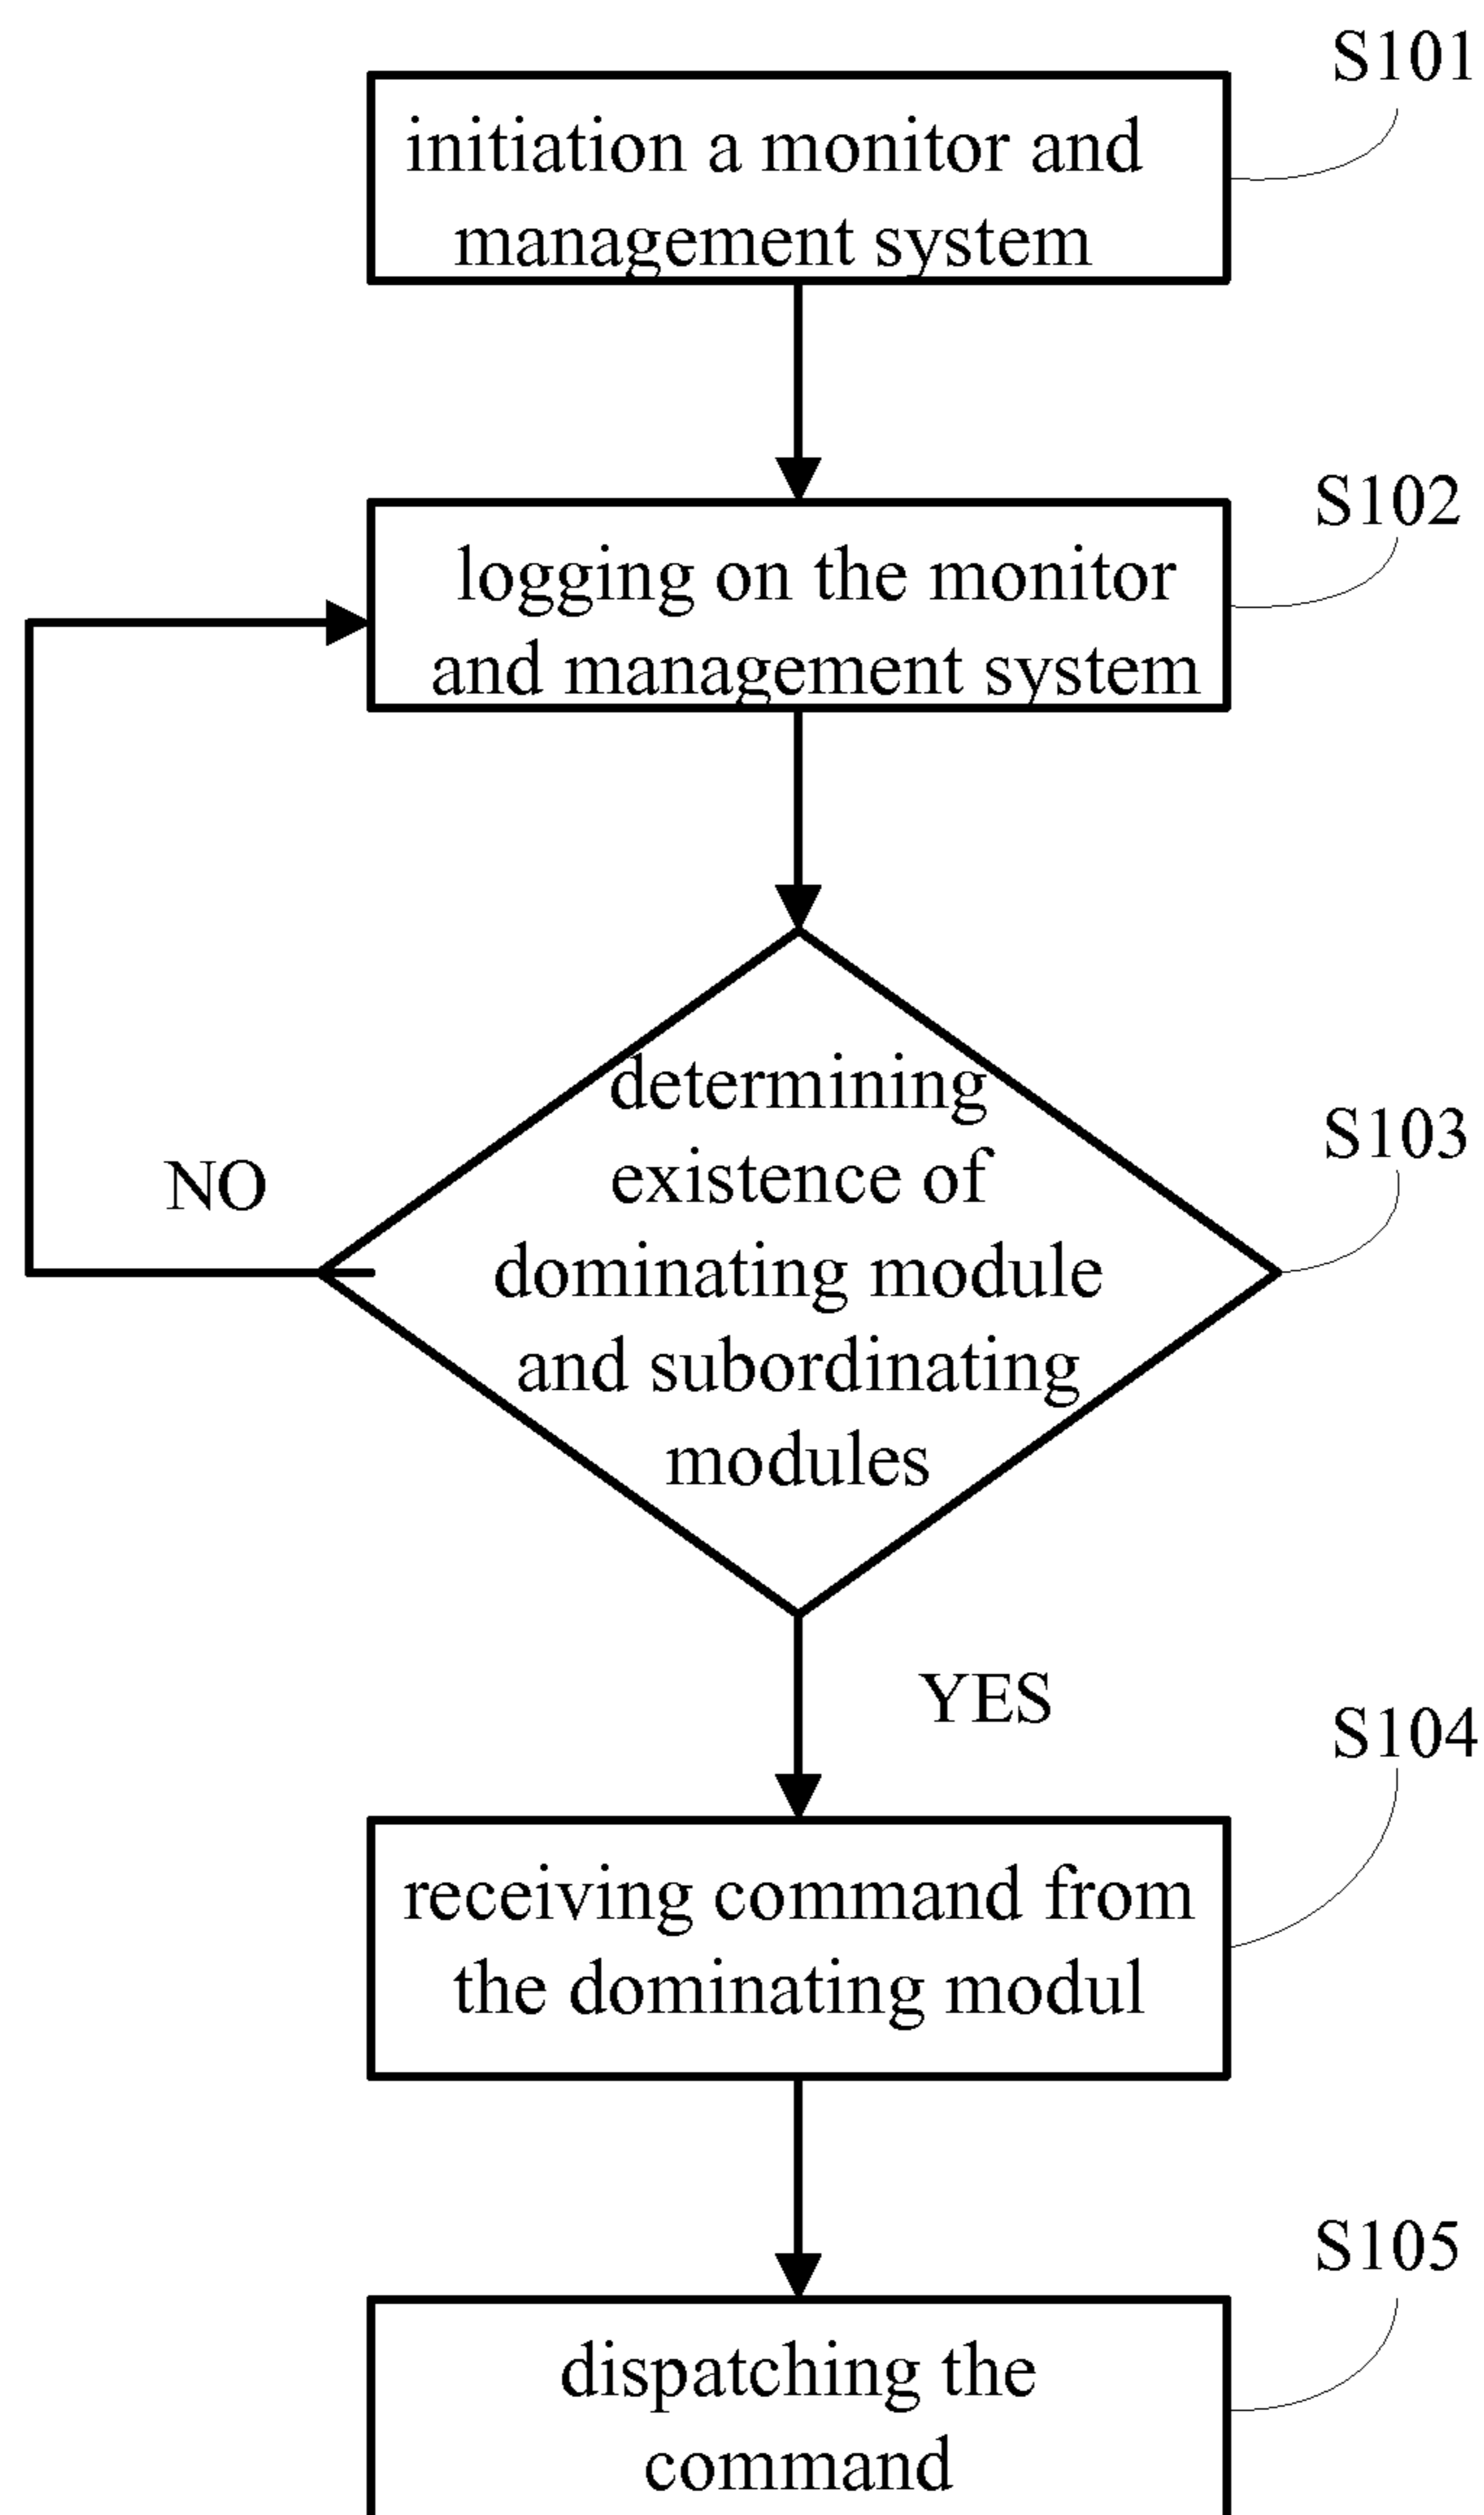 S101
initiation a monitor and
management system
S102
logging on the monitor
and management system
determining
existence of
dominating module
and subordinating
modules
S103
NO
YES
S104
receiving command from
the dominating modul
S105
dispatching the
command